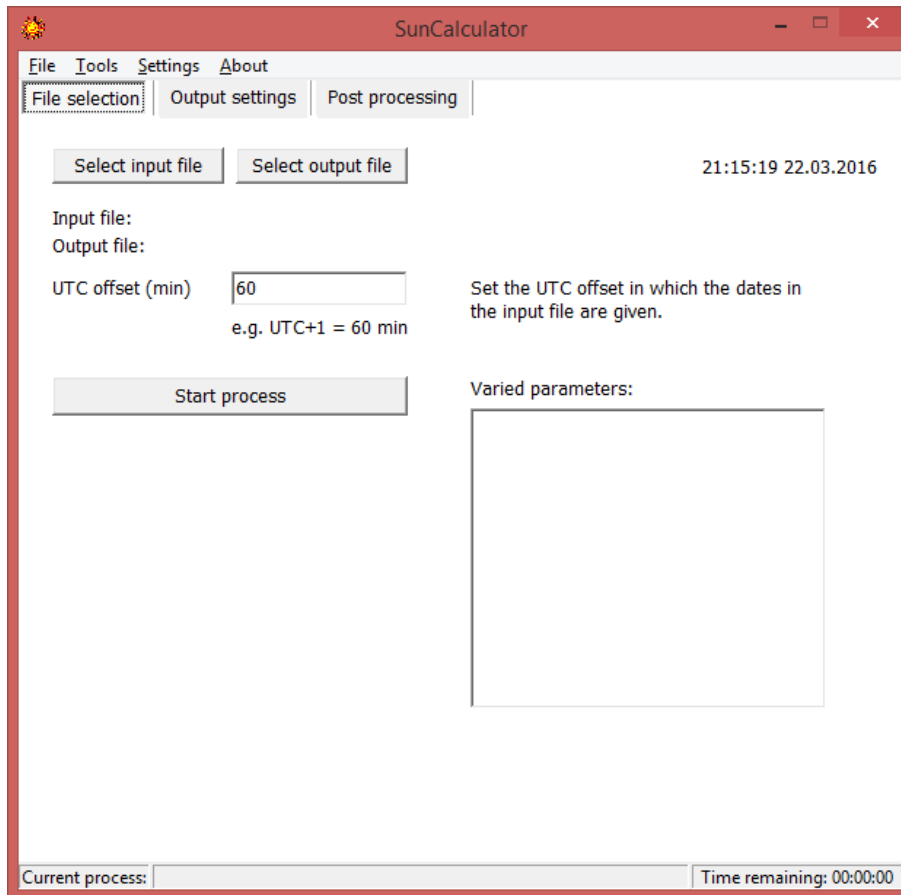 SunCalculator
File Tools Settings About
File selection Output settings Post processing
Select input file Select output file 21:15:19 22.03.2016
Input file:
Output file:
UTC offset (min) 60 Set the UTC offset in which the dates in
the input file are given.
e.g. UTC+1 = 60 min
Start process
Varied parameters:
Current process: Time remaining: 00:00:00